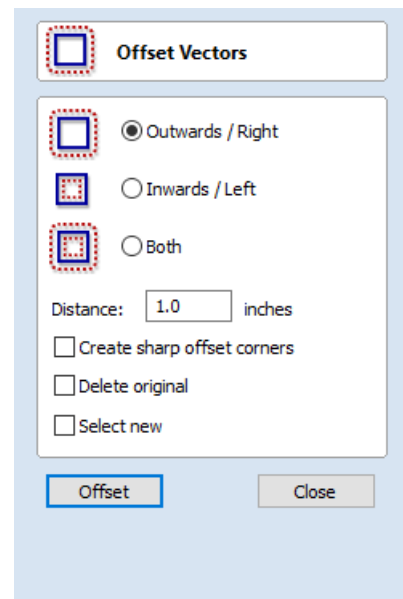 Offset Vectors
Outwards / Right
Inwards / Left
Both
Distance: 1.0 inches
Create sharp offset corners
Delete original
Select new
Offset Close